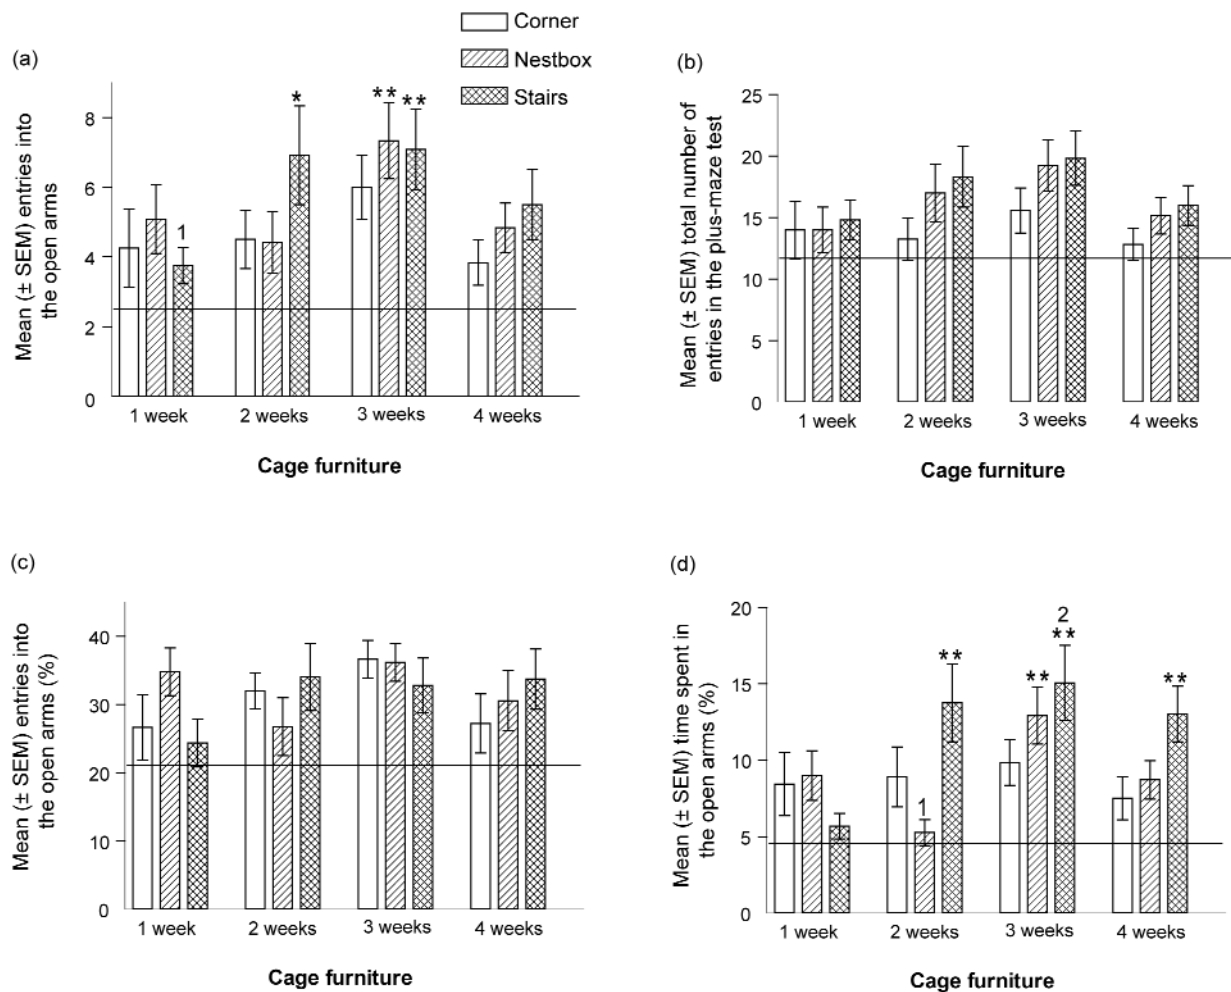 Corner
Nestbox
Stairs
(a)
Mean (± SEM) entries into
the open arms
8
6
4
2
0
*
**
**
1
1 week
2 weeks
3 weeks
4 weeks
Cage furniture
(b)
Mean (± SEM) total number of
entries in the plus-maze test
25
20
15
10
5
0
1 week
2 weeks
3 weeks
4 weeks
Cage furniture
(c)
Mean (± SEM) entries into
the open arms (%)
40
30
20
10
0
1 week
2 weeks
3 weeks
4 weeks
Cage furniture
(d)
Mean (± SEM) time spent in
the open arms (%)
20
15
10
5
0
1
**
**
2
**
**
1 week
2 weeks
3 weeks
4 weeks
Cage furniture